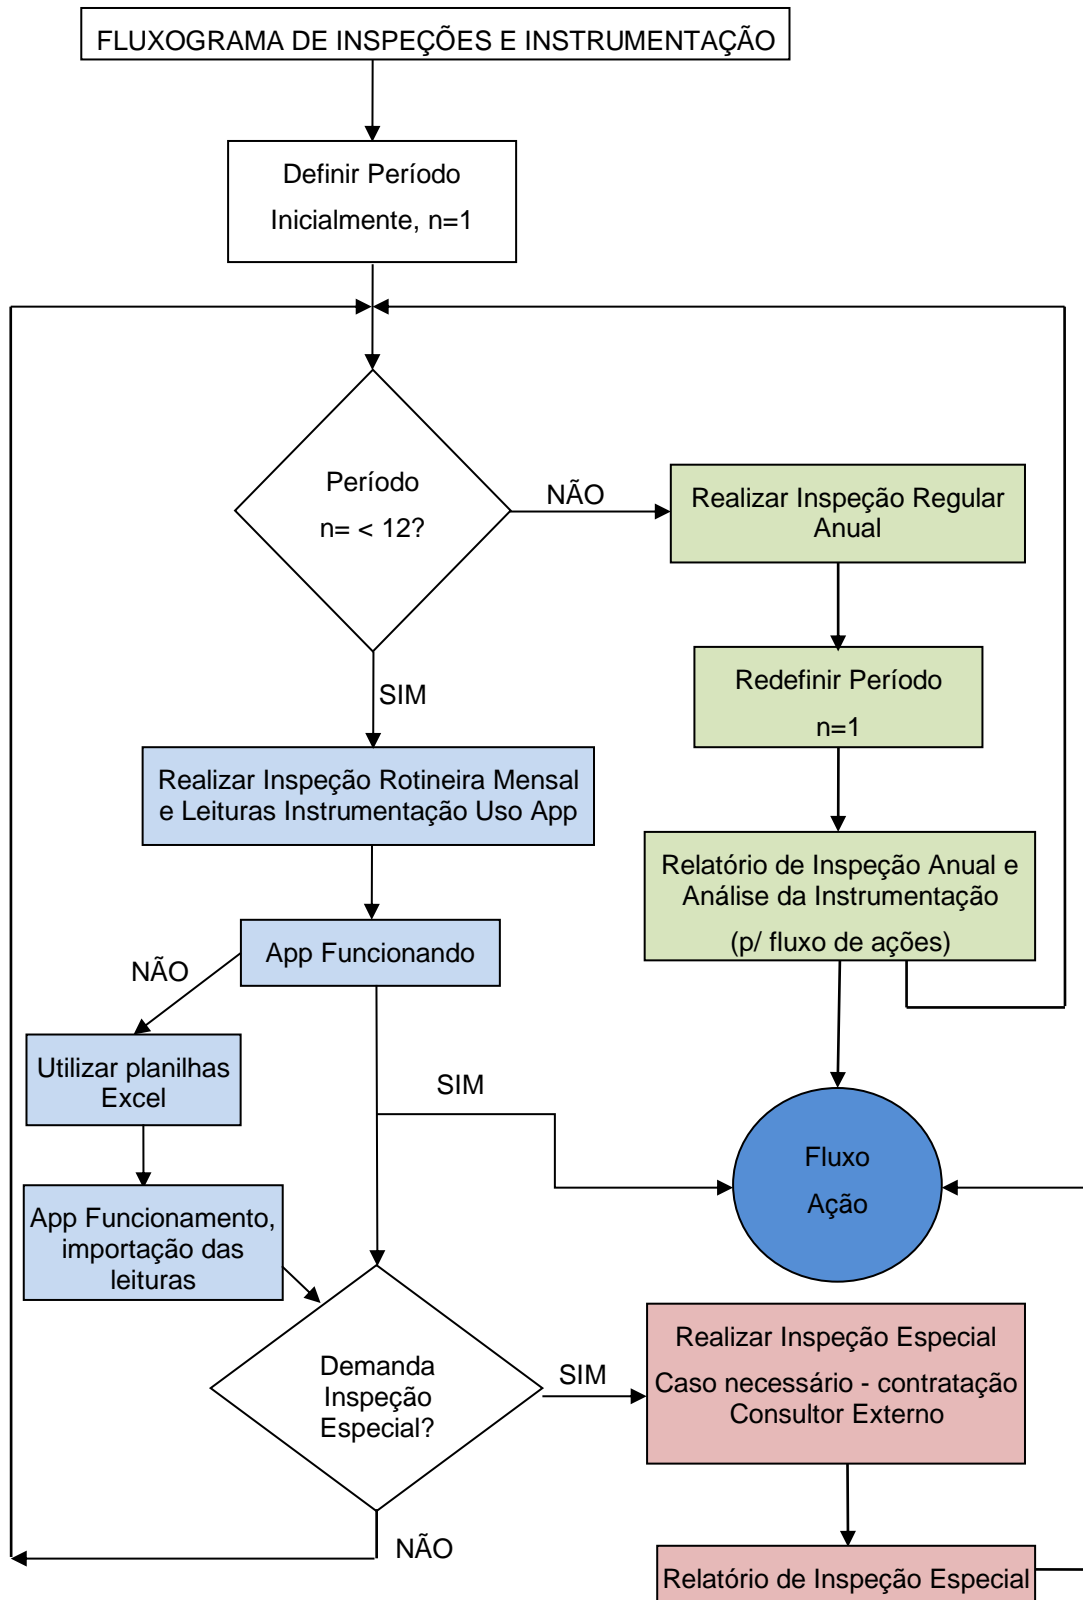 FLUXOGRAMA DE INSPEÇÕES E INSTRUMENTAÇÃO
Definir Período
Inicialmente, n=1
Período
n= < 12?
NÃO
Realizar Inspeção Regular
Anual
Redefinir Período
n=1
SIM
Realizar Inspeção Rotineira Mensal
e Leituras Instrumentação Uso App
Relatório de Inspeção Anual e
Análise da Instrumentação
(p/ fluxo de ações)
App Funcionando
NÃO
Utilizar planilhas
Excel
SIM
Fluxo
Ação
App Funcionamento,
importação das
leituras
Demanda
Inspeção
Especial?
SIM
Realizar Inspeção Especial
Caso necessário - contratação
Consultor Externo
NÃO
Relatório de Inspeção Especial